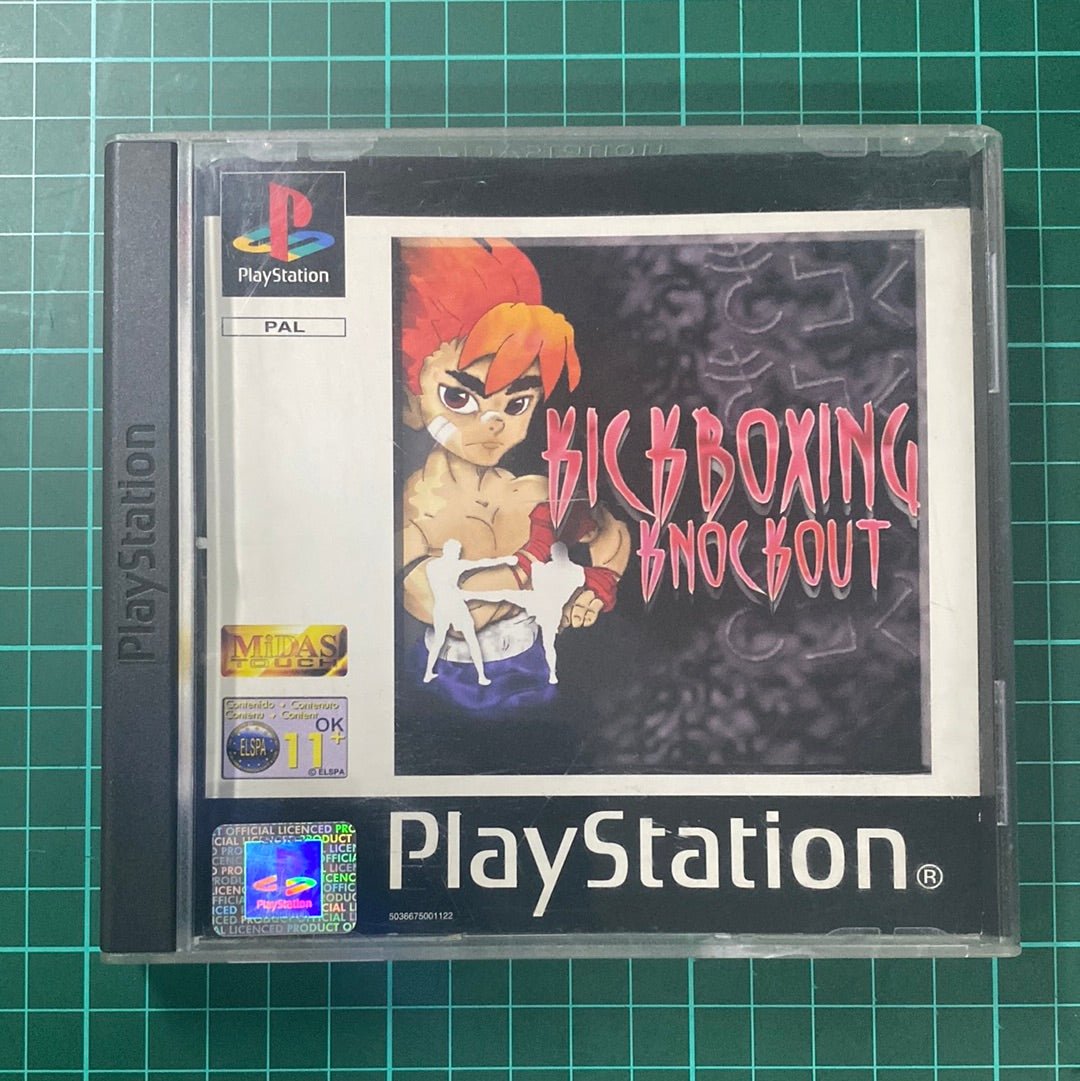 PlayStation
PlayStation
PAL
KICKBOXING
KNOCKOUT
MiDAS
TOUCH
Contenido • Contenuto
Contenu • Content
OK
ELSPA
11+
© ELSPA
OFFICIAL LICENCED PRODUCT
PlayStation
PlayStation®
5036675001122
PlayStation